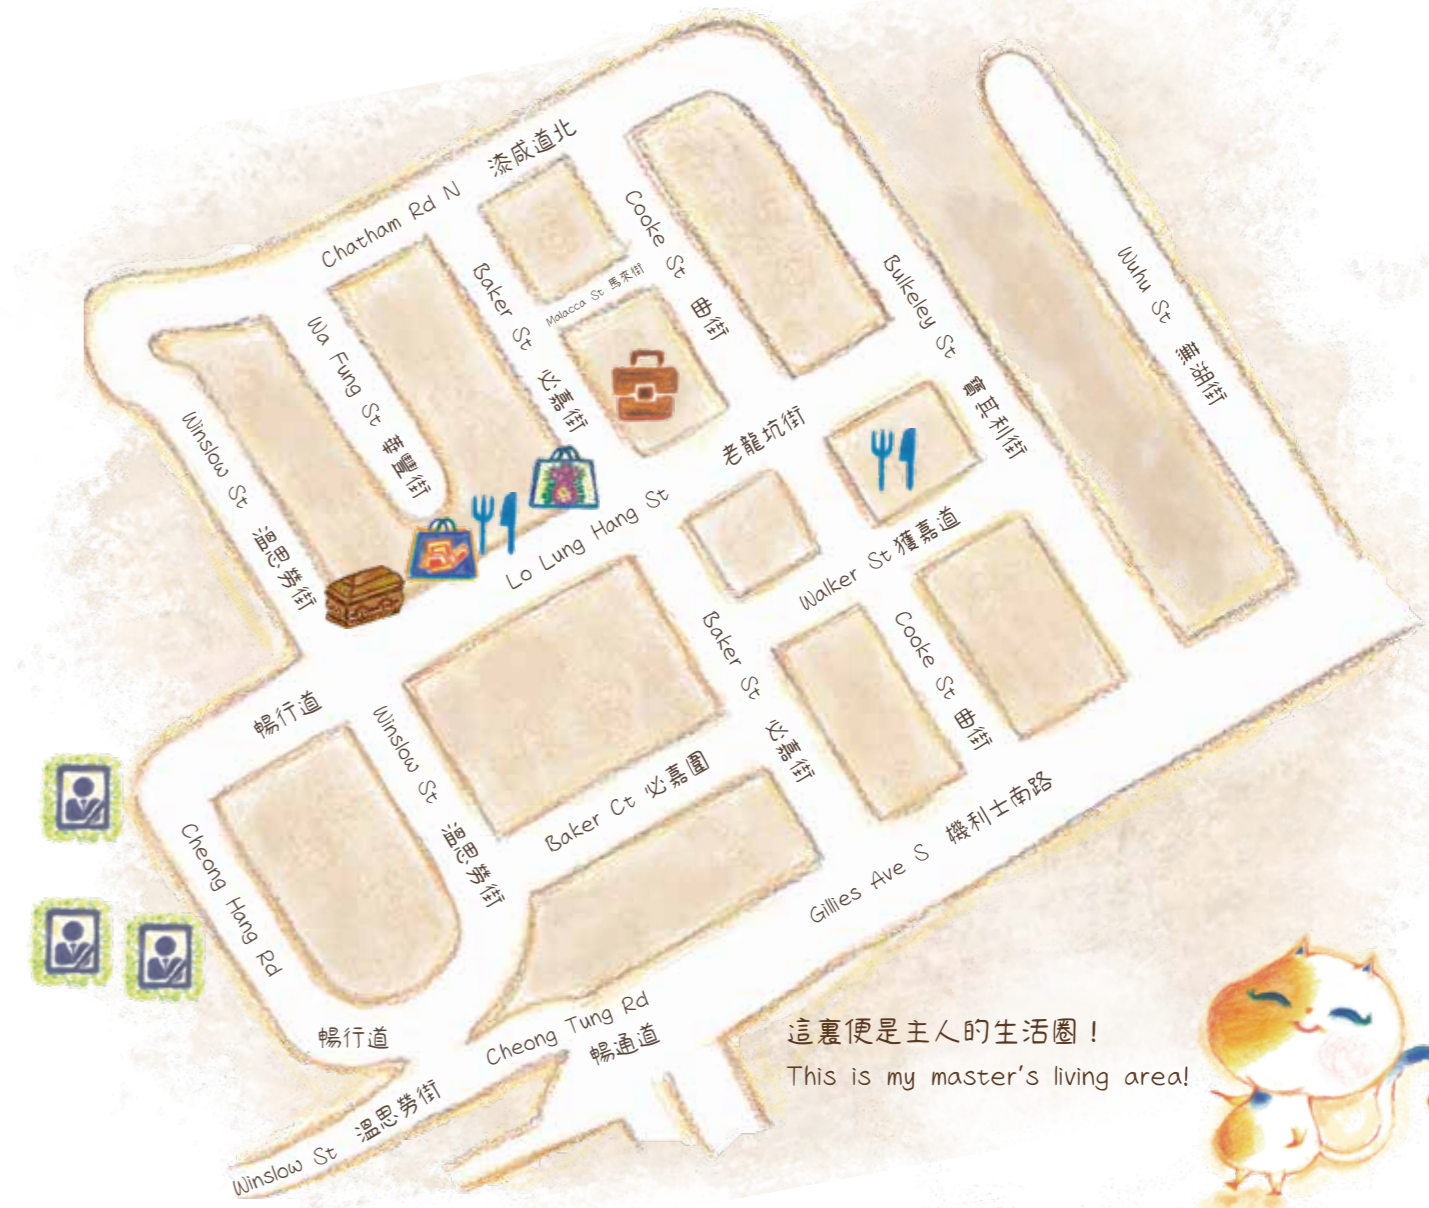 Chatham Rd N 漆咸道北
Cooke St 曲街
Malacca St 馬來街
Baker St 必嘉街
Wa Fung St 華豐街
Winslow St 溫思勞街
Bulkeley St 寶其利街
Wuhu St 蕪湖街
老龍坑街
Lo Lung Hang St
Walker St 獲嘉道
Baker St 必嘉街
Cooke St 曲街
暢行道
Winslow St 溫思勞街
Baker Ct 必嘉圍
Gillies Ave S 機利士南路
Cheong Hang Rd
暢行道
Cheong Tung Rd
暢通道
Winslow St 溫思勞街
這裏便是主人的生活圈！
This is my master's living area!